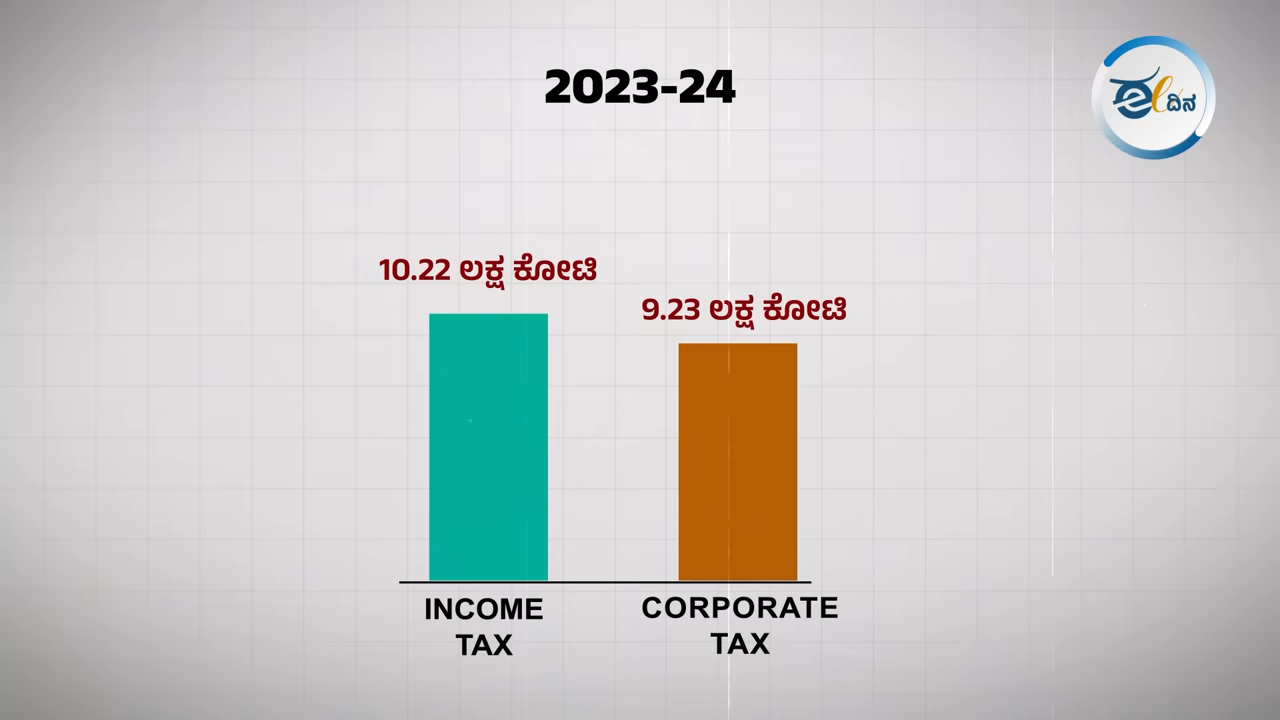 2023-24
ಈ ದಿನ
10.22 ಲಕ್ಷ ಕೋಟಿ
9.23 ಲಕ್ಷ ಕೋಟಿ
INCOME
TAX
CORPORATE
TAX